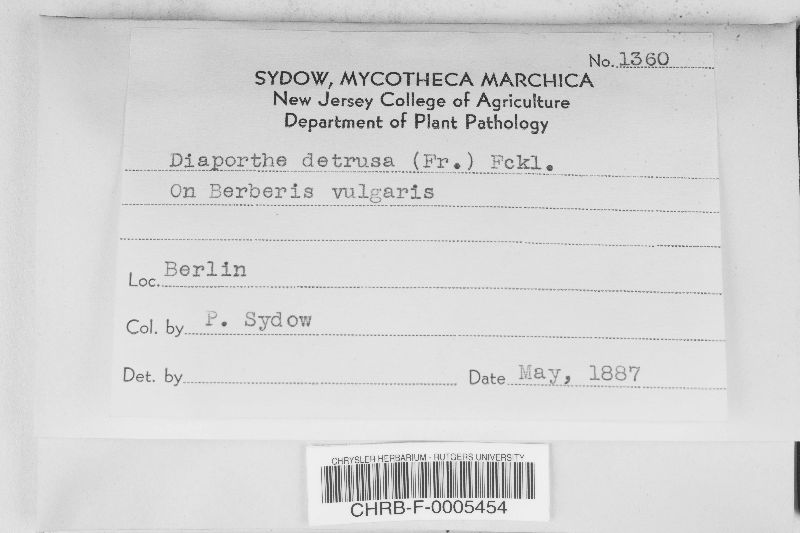 No. 1360
SYDOW, MYCOTHECA MARCHICA
New Jersey College of Agriculture
Department of Plant Pathology
Diaporthe detrusa (Fr.) Fckl.
On Berberis vulgaris
Loc. Berlin
Col. by P. Sydow
Det. by Date May, 1887
CHRYSLER HERBARIUM - RUTGERS UNIVERSITY
CHRB-F-0005454